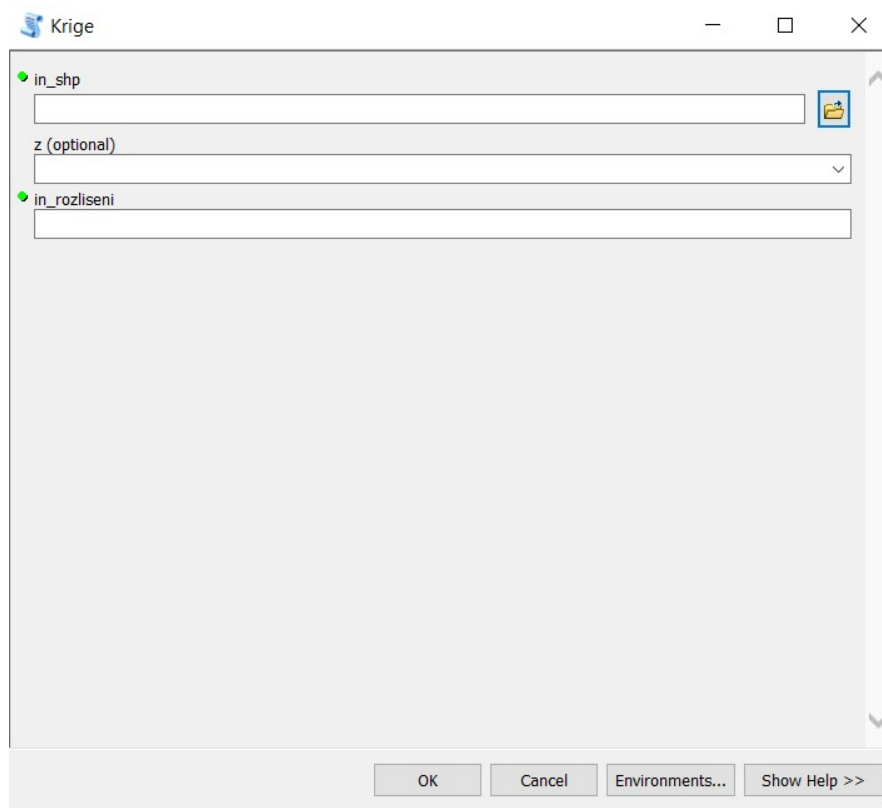 Krige
in_shp
z (optional)
in_rozliseni
OK Cancel Environments... Show Help >>